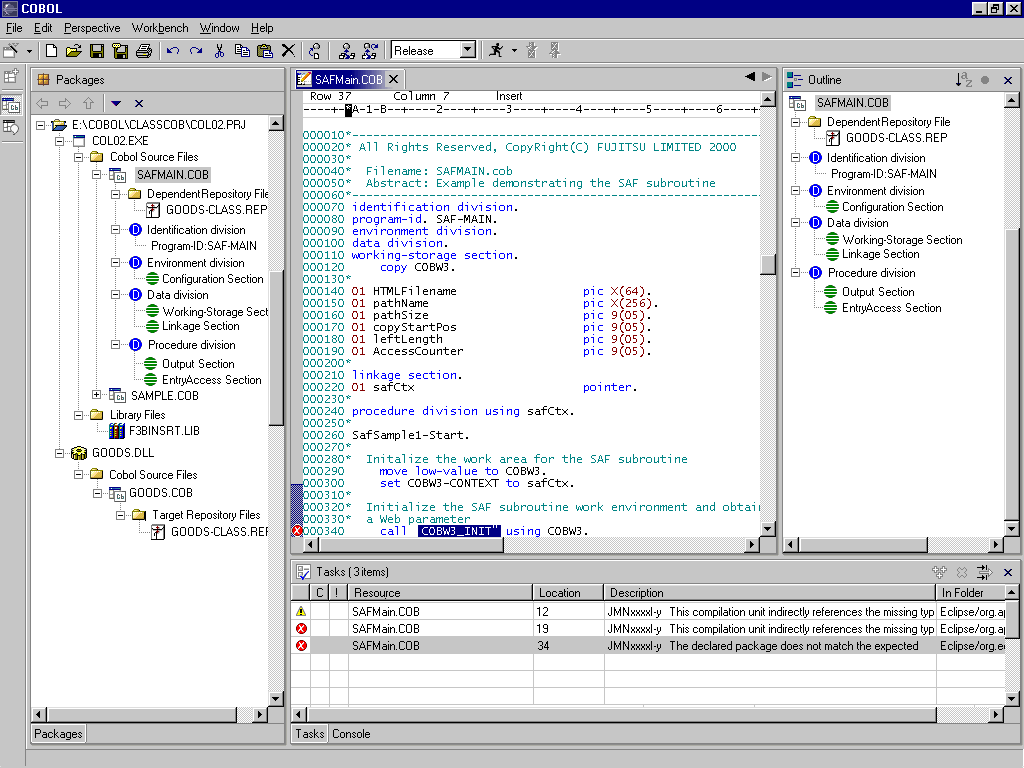 COBOL
File Edit Perspective Workbench Window Help
Release
Packages
E:\COBOL\CLASSCOB\COL02.PRJ
COL02.EXE
Cobol Source Files
SAFMAIN.COB
DependentRepository File
GOODS-CLASS.REP
Identification division
Program-ID:SAF-MAIN
Environment division
Configuration Section
Data division
Working-Storage Sect
Linkage Section
Procedure division
Output Section
EntryAccess Section
SAMPLE.COB
Library Files
F3BINSRT.LIB
GOODS.DLL
Cobol Source Files
GOODS.COB
Target Repository Files
GOODS-CLASS.REP
Packages
SAFMain.COB
Row 37 Column 7 Insert
----+-A-1-B--+----2----+----3----+----4----+----5----+----6----+
000010*----------------------------------------------------------
000020* All Rights Reserved, CopyRight(C) FUJITSU LIMITED 2000
000030*
000040* Filename: SAFMAIN.cob
000050* Abstract: Example demonstrating the SAF subroutine
000060*----------------------------------------------------------
000070 identification division.
000080 program-id. SAF-MAIN.
000090 environment division.
000100 data division.
000110 working-storage section.
000120 copy COBW3.
000130*
000140 01 HTMLFilename pic X(64).
000150 01 pathName pic X(256).
000160 01 pathSize pic 9(05).
000170 01 copyStartPos pic 9(05).
000180 01 leftLength pic 9(05).
000190 01 AccessCounter pic 9(05).
000200*
000210 linkage section.
000220 01 safCtx pointer.
000230*
000240 procedure division using safCtx.
000250*
000260 SafSample1-Start.
000270*
000280* Initalize the work area for the SAF subroutine
000290 move low-value to COBW3.
000300 set COBW3-CONTEXT to safCtx.
000310*
000320* Initialize the SAF subroutine work environment and obtain
000330* a Web parameter
000340 call COBW3_INIT" using COBW3.
Outline
SAFMAIN.COB
DependentRepository File
GOODS-CLASS.REP
Identification division
Program-ID:SAF-MAIN
Environment division
Configuration Section
Data division
Working-Storage Section
Linkage Section
Procedure division
Output Section
EntryAccess Section
Tasks ( 3 items)
C ! Resource Location Description In Folder
SAFMain.COB 12 JMNxxxxI-y This compilation unit indirectly references the missing typ Eclipse/org.ap
SAFMain.COB 19 JMNxxxxI-y This compilation unit indirectly references the missing typ Eclipse/org.ap
SAFMain.COB 34 JMNxxxxI-y The declared package does not match the expected Eclipse/org.ec
Tasks Console